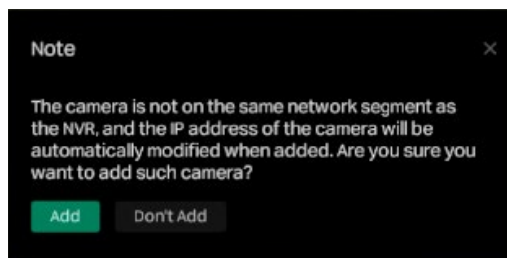 Note
The camera is not on the same network segment as
the NVR, and the IP address of the camera will be
automatically modified when added. Are you sure you
want to add such camera?
Add Don't Add